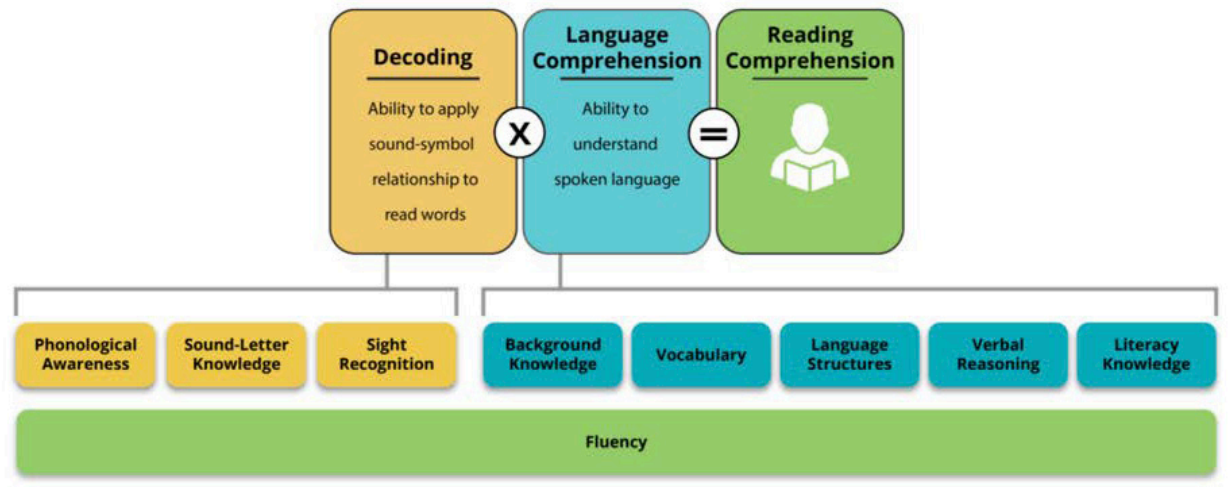 Decoding
Ability to apply
sound-symbol
relationship to
read words
X
Language
Comprehension
Ability to
understand
spoken language
=
Reading
Comprehension
Phonological
Awareness
Sound-Letter
Knowledge
Sight
Recognition
Background
Knowledge
Vocabulary
Language
Structures
Verbal
Reasoning
Literacy
Knowledge
Fluency